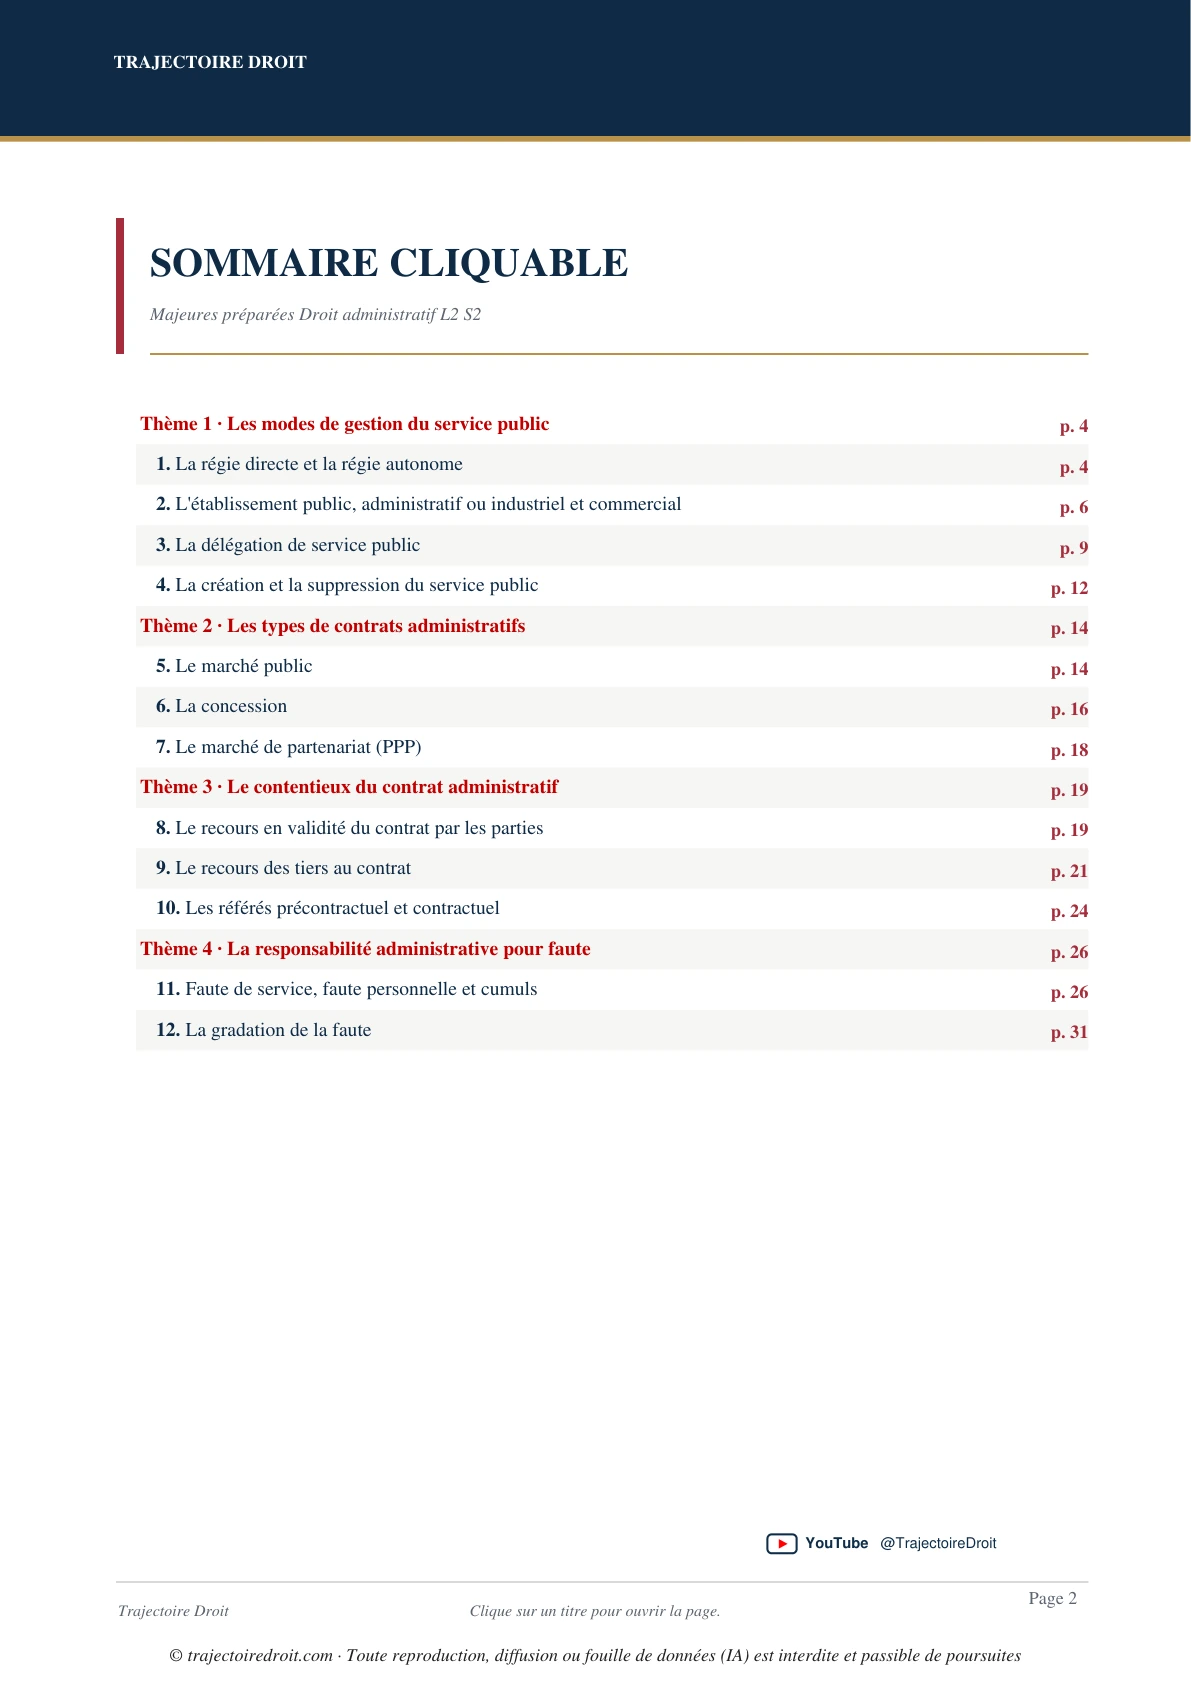 TRAJECTOIRE DROIT
SOMMAIRE CLIQUABLE
Majeures préparées Droit administratif L2 S2
Thème 1 · Les modes de gestion du service public p. 4
1. La régie directe et la régie autonome p. 4
2. L'établissement public, administratif ou industriel et commercial p. 6
3. La délégation de service public p. 9
4. La création et la suppression du service public p. 12
Thème 2 · Les types de contrats administratifs p. 14
5. Le marché public p. 14
6. La concession p. 16
7. Le marché de partenariat (PPP) p. 18
Thème 3 · Le contentieux du contrat administratif p. 19
8. Le recours en validité du contrat par les parties p. 19
9. Le recours des tiers au contrat p. 21
10. Les référés précontractuel et contractuel p. 24
Thème 4 · La responsabilité administrative pour faute p. 26
11. Faute de service, faute personnelle et cumuls p. 26
12. La gradation de la faute p. 31
YouTube @TrajectoireDroit
Page 2
Trajectoire Droit Clique sur un titre pour ouvrir la page.
© trajectoiredroit.com · Toute reproduction, diffusion ou fouille de données (IA) est interdite et passible de poursuites